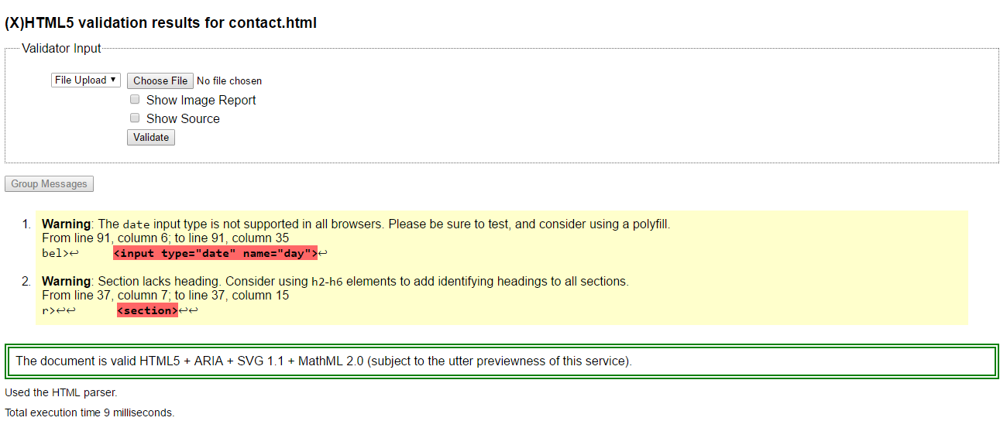 (X)HTML5 validation results for contact.html
Validator Input
File Upload ▼ Choose File No file chosen
Show Image Report
Show Source
Validate
Group Messages
1. Warning: The date input type is not supported in all browsers. Please be sure to test, and consider using a polyfill.
From line 91, column 6; to line 91, column 35
bel>↩ <input type="date" name="day">↩
2. Warning: Section lacks heading. Consider using h2-h6 elements to add identifying headings to all sections.
From line 37, column 7; to line 37, column 15
r>↩↩ <section>↩↩
The document is valid HTML5 + ARIA + SVG 1.1 + MathML 2.0 (subject to the utter previewness of this service).
Used the HTML parser.
Total execution time 9 milliseconds.